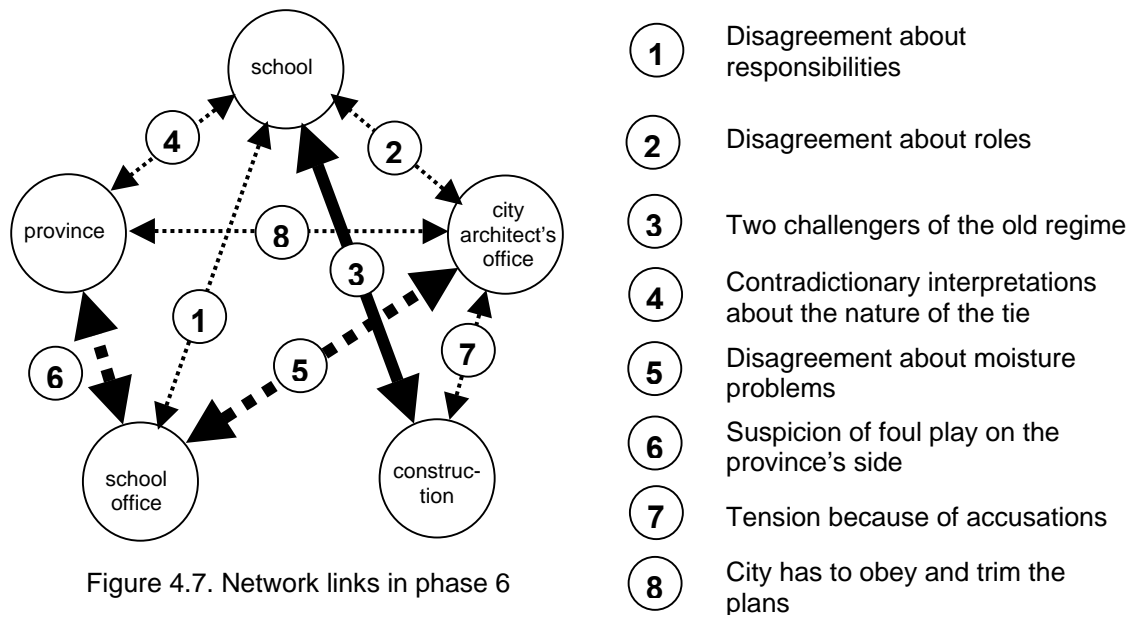 school
4
2
province
8
city
architect's
office
3
1
7
5
6
school
office
construc-
tion
Figure 4.7. Network links in phase 6
1 Disagreement about
responsibilities
2 Disagreement about roles
3 Two challengers of the old regime
4 Contradictionary interpretations
about the nature of the tie
5 Disagreement about moisture
problems
6 Suspicion of foul play on the
province's side
7 Tension because of accusations
8 City has to obey and trim the
plans